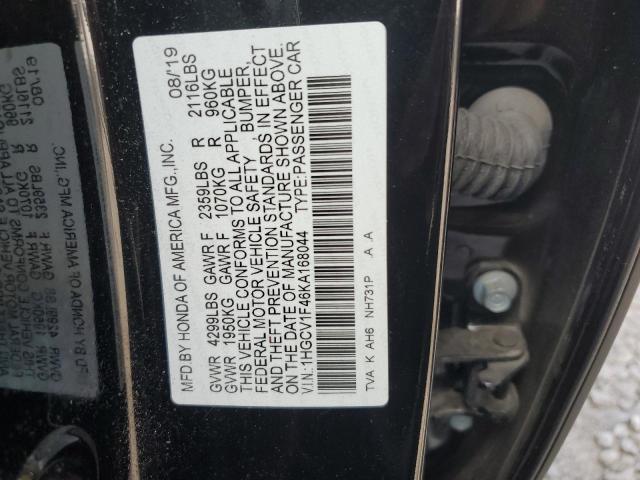 MFD.BY HONDA OF AMERICA MFG.,INC. 08/19
GVWR 4299LBS GAWR F 2359LBS R 2116LBS
GVWR 1950KG GAWR F 1070KG R 960KG
THIS VEHICLE CONFORMS TO ALL APPLICABLE
FEDERAL MOTOR VEHICLE SAFETY , BUMPER,
AND THEFT PREVENTION STANDARDS IN EFFECT
ON THE DATE OF MANUFACTURE SHOWN ABOVE.
V.I.N.:1HGCV1F46KA168044 TYPE:PASSENGER CAR
TVA K AH6 NH731P A A